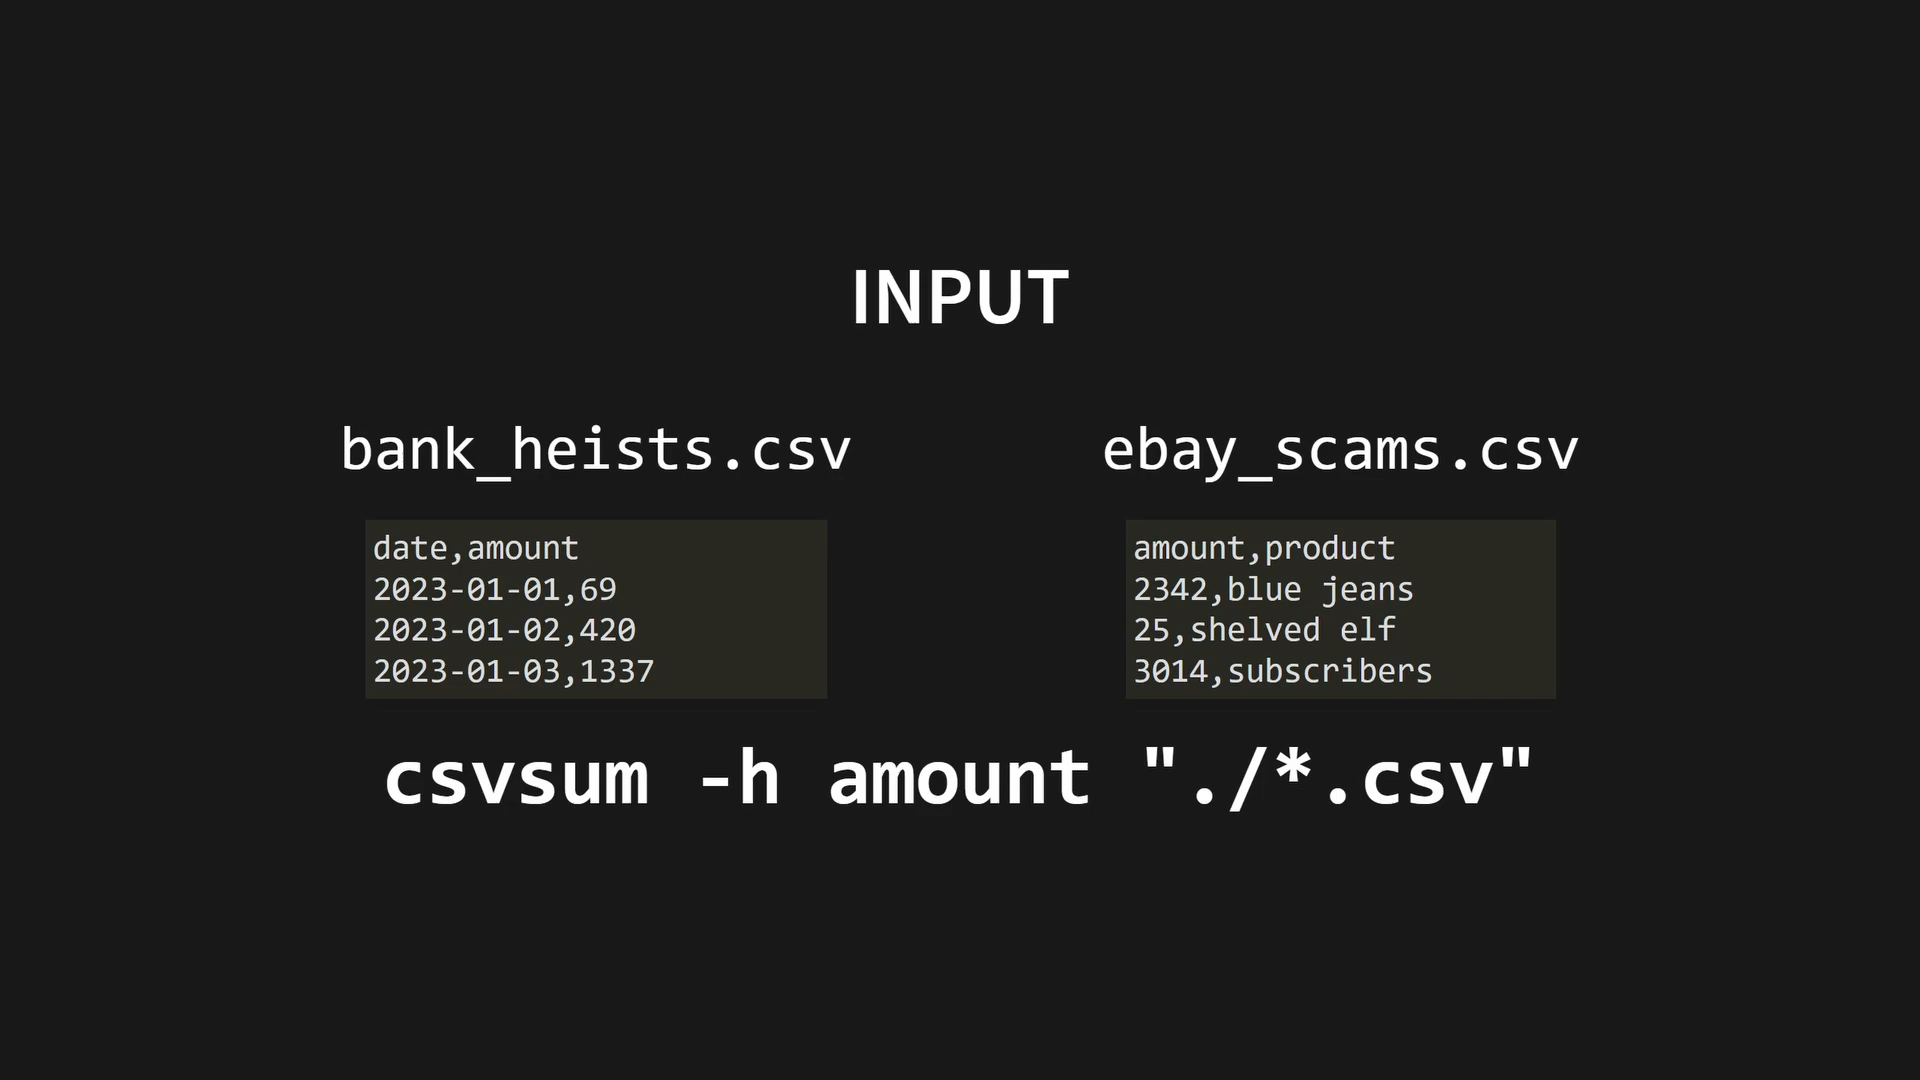 INPUT
bank_heists.csv
date,amount
2023-01-01,69
2023-01-02,420
2023-01-03,1337
ebay_scams.csv
amount,product
2342,blue jeans
25,shelved elf
3014,subscribers
csvsum -h amount "./*.csv"